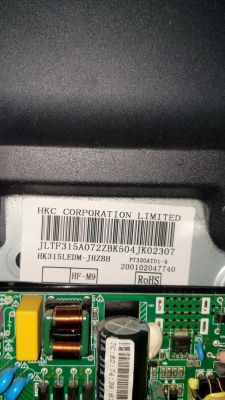 HKC CORPORATION LIMITED
JLTF315A072ZBK504JK02307
HK315LEDM-JHZBH
PT320AT01-4
200102047740
HF-M9
RoHS